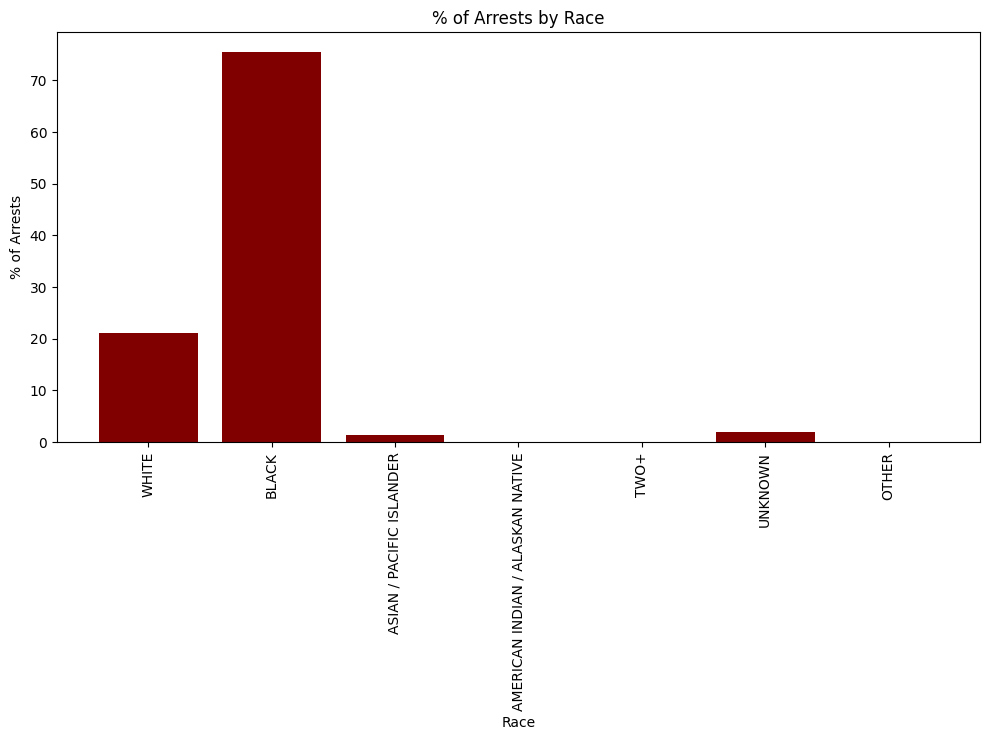 % of Arrests by Race
% of Arrests
70
60
50
40
30
20
10
0
WHITE
BLACK
ASIAN / PACIFIC ISLANDER
AMERICAN INDIAN / ALASKAN NATIVE
TWO+
UNKNOWN
OTHER
Race